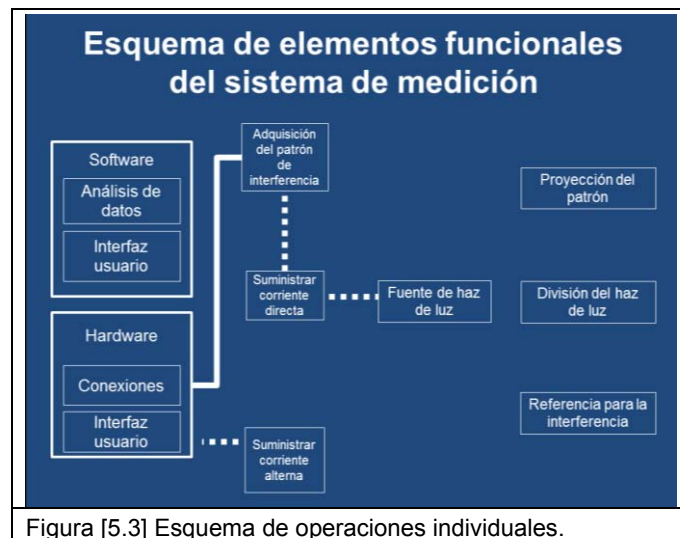 Esquema de elementos funcionales
del sistema de medición
Adquisición
del patrón
de
interferencia
Software
Análisis de
datos
Interfaz
usuario
Proyección del
patrón
Suministrar
corriente
directa
Fuente de haz
de luz
División del haz
de luz
Hardware
Conexiones
Interfaz
usuario
Referencia para la
interferencia
Suministrar
corriente
alterna
Figura [5.3] Esquema de operaciones individuales.